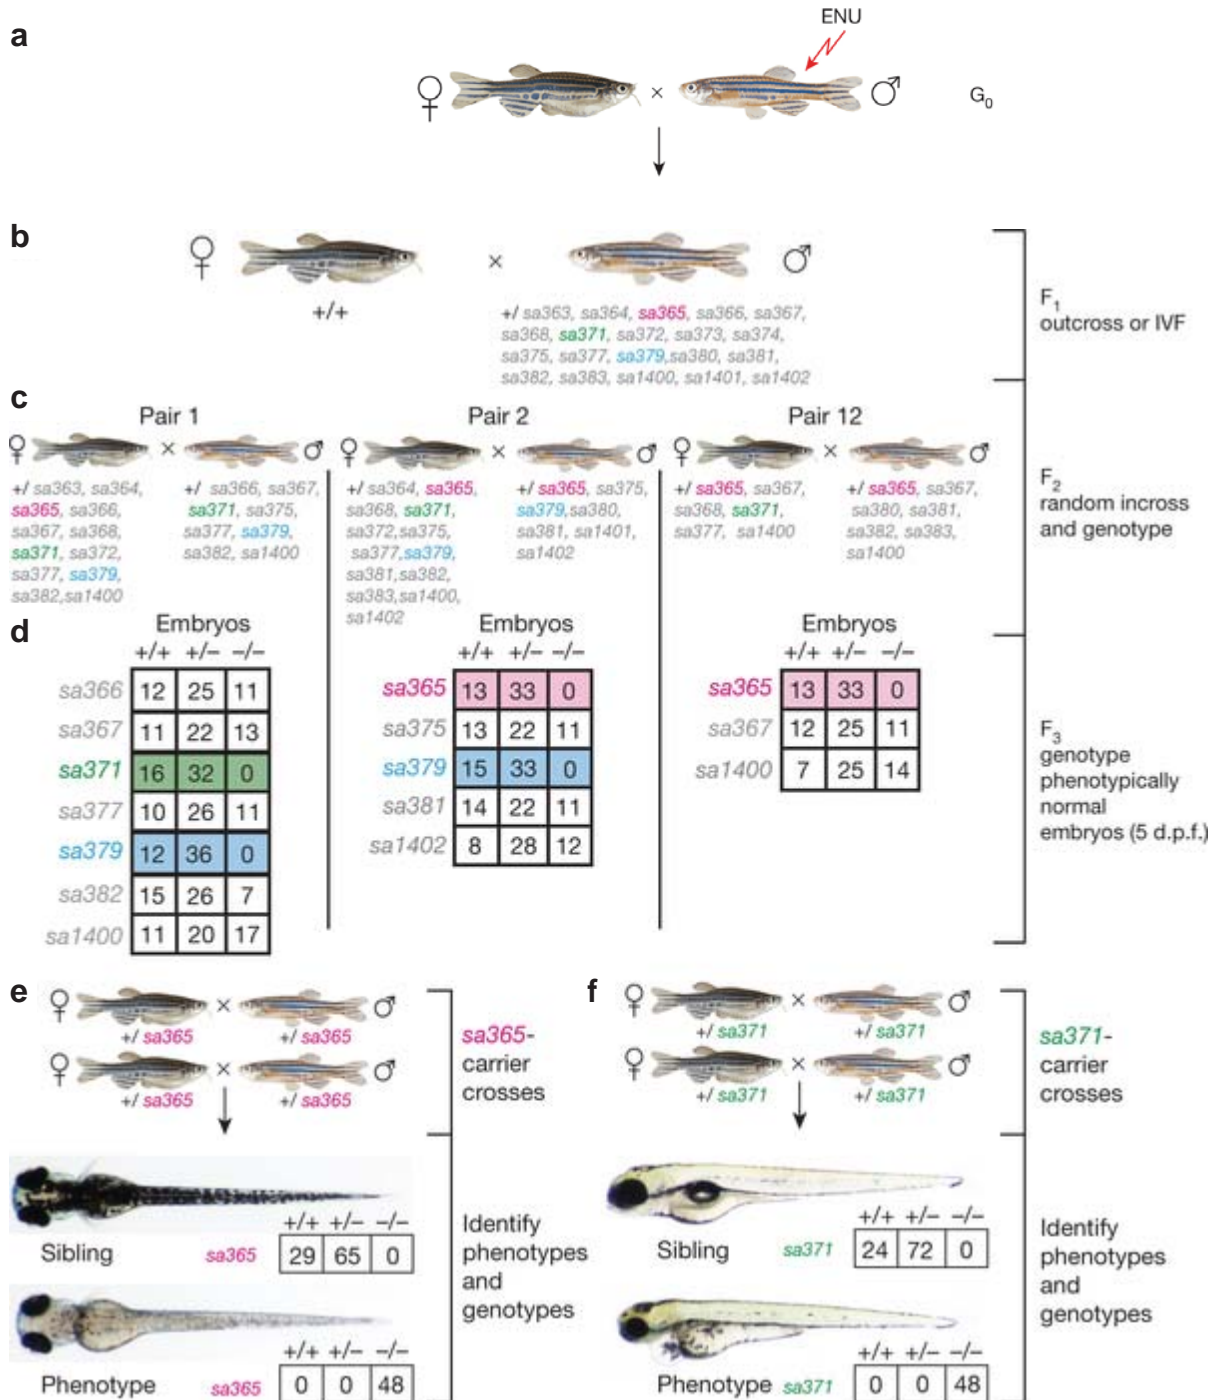 a
ENU
♀ × ♂ G0
b
♀ × ♂
+/+
+/ sa363, sa364, sa365, sa366, sa367,
sa368, sa371, sa372, sa373, sa374,
sa375, sa377, sa379,sa380, sa381,
sa382, sa383, sa1400, sa1401, sa1402
F1
outcross or IVF
c
Pair 1
♀ × ♂
+/ sa363, sa364,
sa365, sa366,
sa367, sa368,
sa371, sa372,
sa377, sa379,
sa382,sa1400
+/ sa366, sa367,
sa371, sa375,
sa377, sa379,
sa382, sa1400
Pair 2
♀ × ♂
+/ sa364, sa365,
sa368, sa371,
sa372,sa375,
sa377,sa379,
sa381,sa382,
sa383,sa1400,
sa1402
+/ sa365, sa375,
sa379,sa380,
sa381, sa1401,
sa1402
Pair 12
♀ × ♂
+/ sa365, sa367,
sa368, sa371,
sa377, sa1400
+/ sa365, sa367,
sa380, sa381,
sa382, sa383,
sa1400
F2
random incross
and genotype
d
Embryos
+/+ +/− −/−
sa366 12 25 11
sa367 11 22 13
sa371 16 32 0
sa377 10 26 11
sa379 12 36 0
sa382 15 26 7
sa1400 11 20 17
Embryos
+/+ +/− −/−
sa365 13 33 0
sa375 13 22 11
sa379 15 33 0
sa381 14 22 11
sa1402 8 28 12
Embryos
+/+ +/− −/−
sa365 13 33 0
sa367 12 25 11
sa1400 7 25 14
F3
genotype
phenotypically
normal
embryos (5 d.p.f.)
e
♀ × ♂
+/ sa365 +/ sa365
♀ × ♂
+/ sa365 +/ sa365
sa365-
carrier
crosses
+/+ +/− −/−
Sibling sa365 29 65 0
+/+ +/− −/−
Phenotype sa365 0 0 48
Identify
phenotypes
and
genotypes
f
♀ × ♂
+/ sa371 +/ sa371
♀ × ♂
+/ sa371 +/ sa371
sa371-
carrier
crosses
+/+ +/− −/−
Sibling sa371 24 72 0
+/+ +/− −/−
Phenotype sa371 0 0 48
Identify
phenotypes
and
genotypes